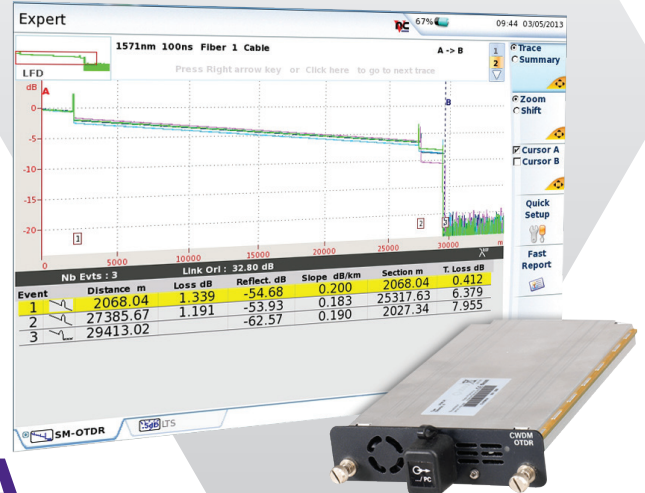 Expert
67%
09:44 03/05/2013
1571nm 100ns Fiber 1 Cable
A -> B
1
2
LFD
Press Right arrow key or Click here to go to next trace
Trace
Summary
Zoom
Shift
Cursor A
Cursor B
Quick
Setup
Fast
Report
dB
A
B
0
-5
-10
-15
-20
1
2
3
0
5000
10000
15000
20000
25000
30000
m
Nb Evts : 3
Link Orl : 32.80 dB
Event Distance m Loss dB Reflect. dB Slope dB/km Section m T. Loss dB
1 2068.04 1.339 -54.68 0.200 2068.04 0.412
2 27385.67 1.191 -53.93 0.183 25317.63 6.379
3 29413.02 -62.57 0.190 2027.34 7.955
SM-OTDR
LTS
CWDM
OTDR
.../PC